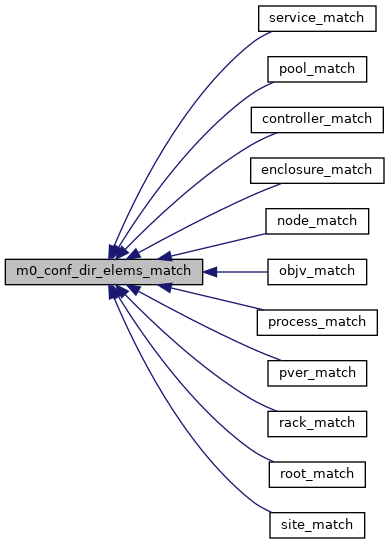 service_match
pool_match
controller_match
enclosure_match
node_match
m0_conf_dir_elems_match
objv_match
process_match
pver_match
rack_match
root_match
site_match